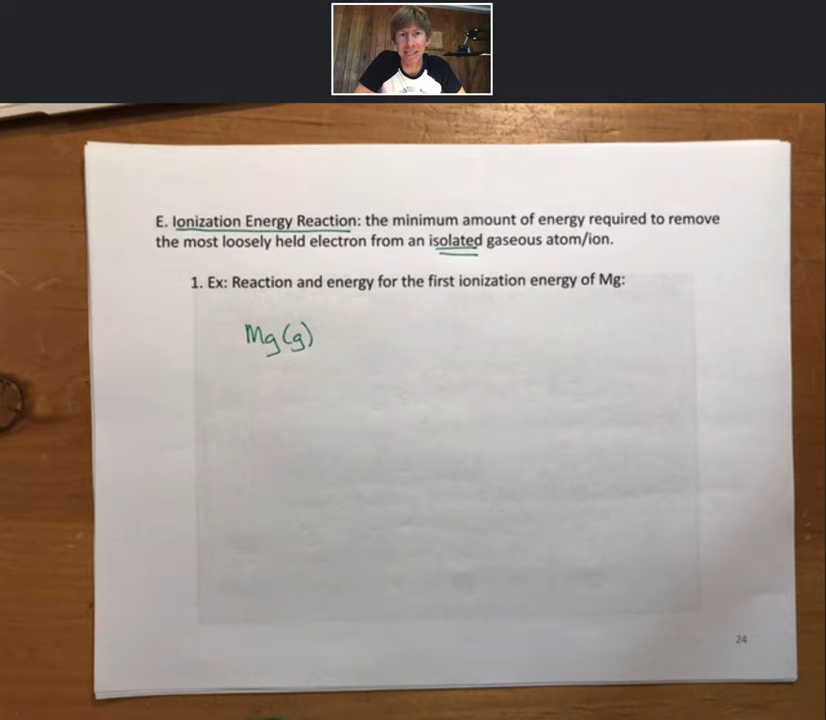 E. Ionization Energy Reaction: the minimum amount of energy required to remove
the most loosely held electron from an isolated gaseous atom/ion.
1. Ex: Reaction and energy for the first ionization energy of Mg:
Mg(g)
24